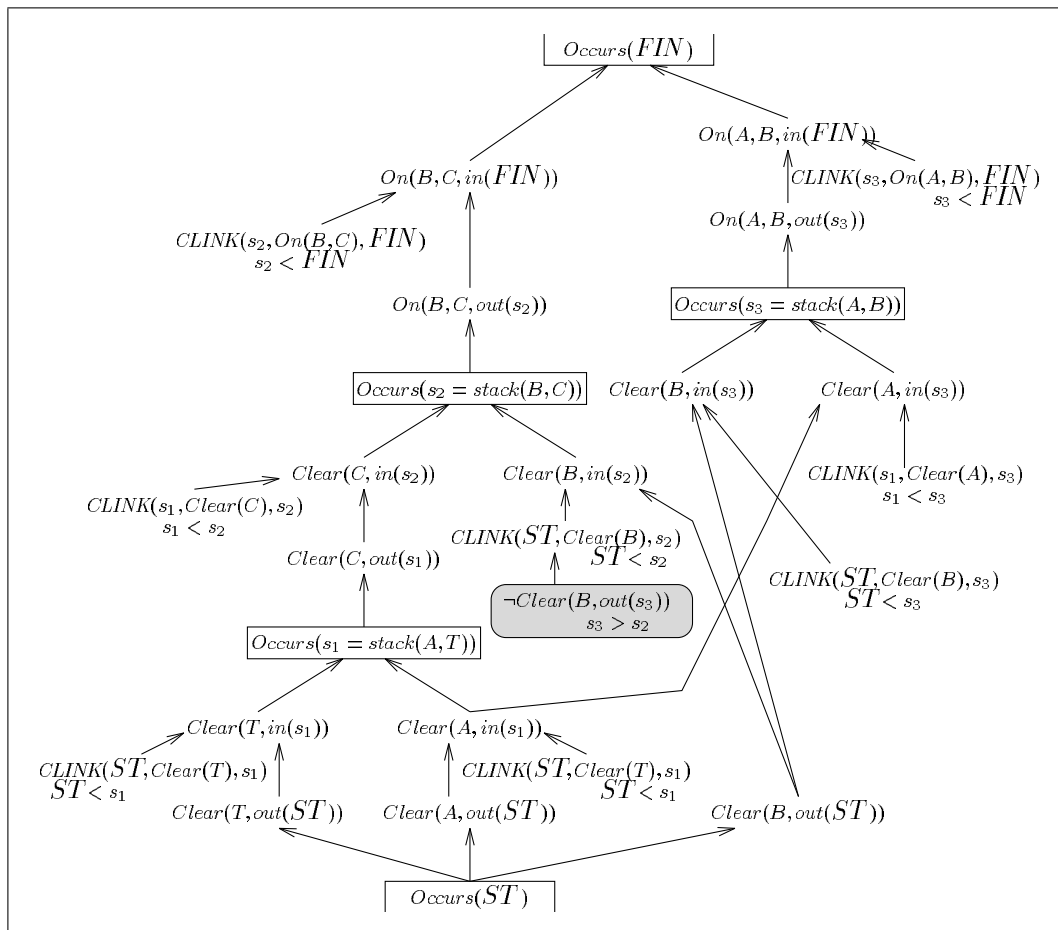 Occurs(FIN)
On(A,B,in(FIN))
On(B,C,in(FIN))
CLINK(s3,On(A,B),FIN)
s3 < FIN
On(A,B,out(s3))
CLINK(s2,On(B,C),FIN)
s2 < FIN
On(B,C,out(s2))
Occurs(s3 = stack(A,B))
Occurs(s2 = stack(B,C))
Clear(B,in(s3))
Clear(A,in(s3))
Clear(C,in(s2))
Clear(B,in(s2))
CLINK(s1,Clear(A),s3)
s1 < s3
CLINK(s1,Clear(C),s2)
s1 < s2
CLINK(ST,Clear(B),s2)
ST < s2
Clear(C,out(s1))
CLINK(ST,Clear(B),s3)
ST < s3
¬Clear(B,out(s3))
s3 > s2
Occurs(s1 = stack(A,T))
Clear(T,in(s1))
Clear(A,in(s1))
CLINK(ST,Clear(T),s1)
ST < s1
CLINK(ST,Clear(T),s1)
ST < s1
Clear(T,out(ST))
Clear(A,out(ST))
Clear(B,out(ST))
Occurs(ST)